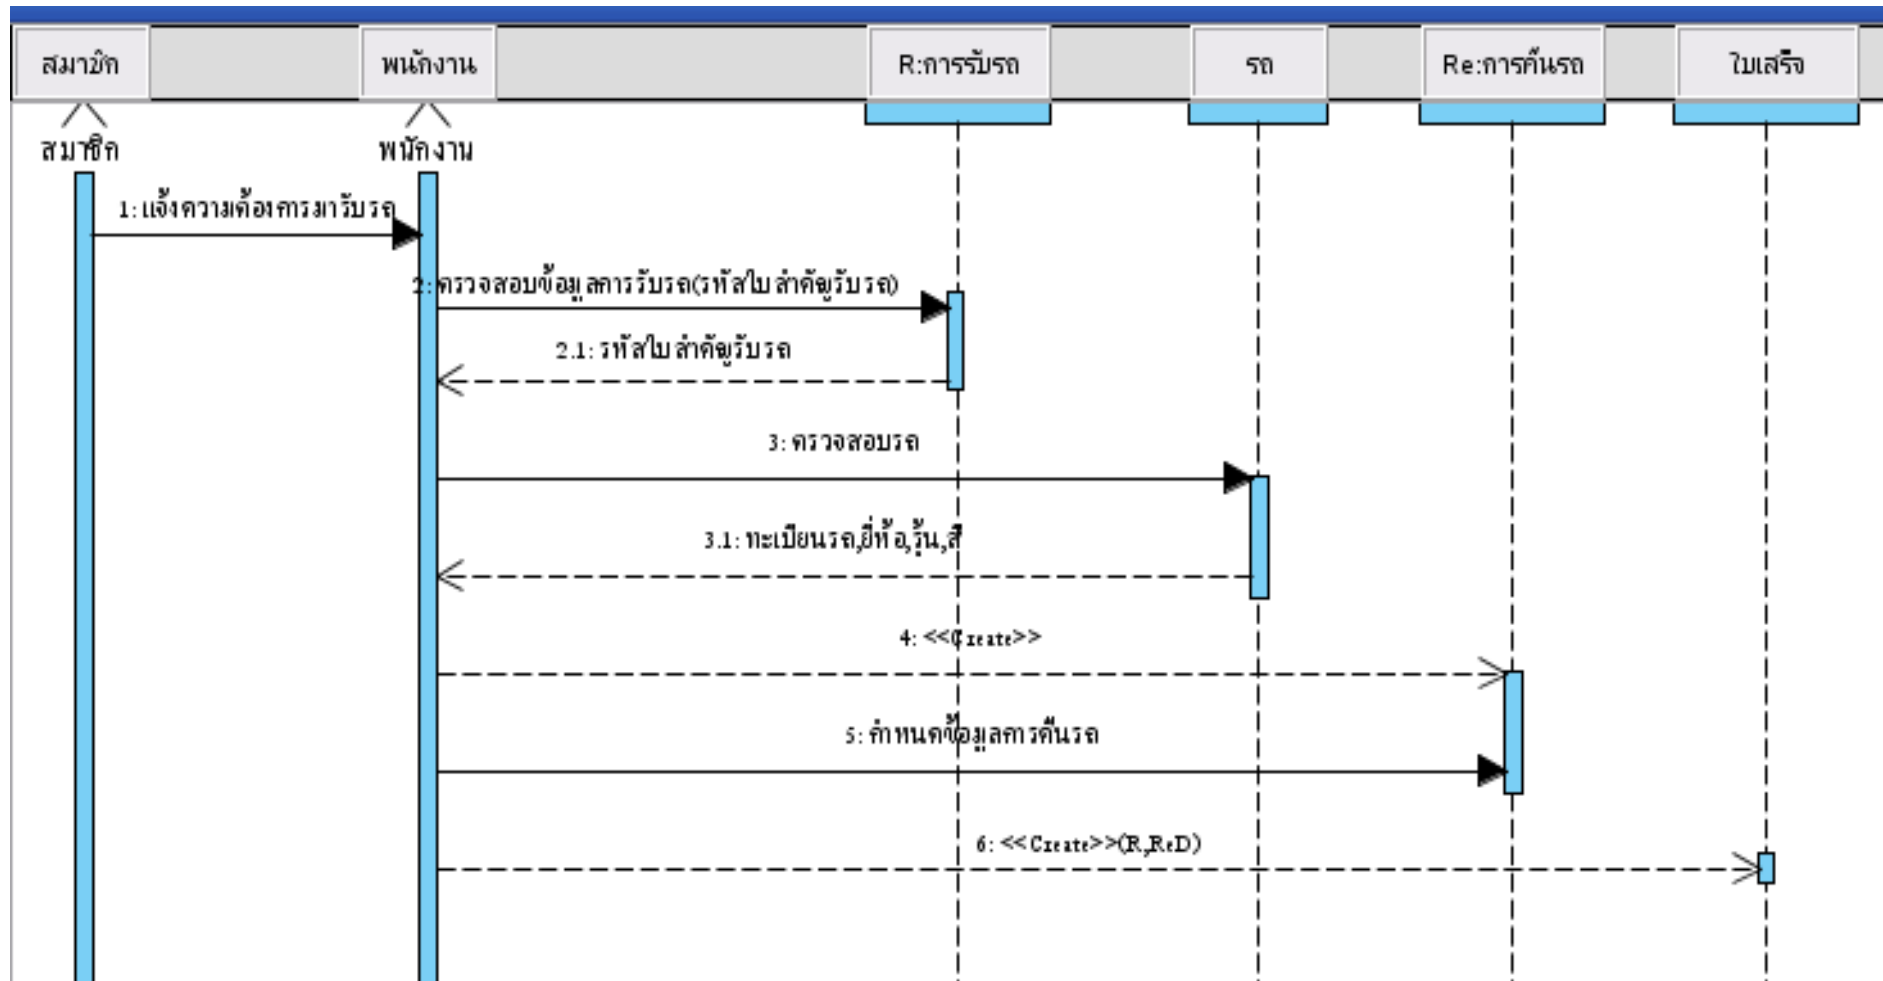 สมาชิก
พนักงาน
R:การรับรถ
รถ
Re:การคืนรถ
ใบเสร็จ
สมาชิก
พนักงาน
1: แจ้งความต้องการมารับรถ
2: ตรวจสอบข้อมูลการรับรถ(รหัสใบสำคัญรับรถ)
2.1: รหัสใบสำคัญรับรถ
3: ตรวจสอบรถ
3.1: ทะเบียนรถ,ยี่ห้อ,รุ้น,สี
4: <<Create>>
5: กำหนดข้อมูลการคืนรถ
6: <<Create>>(R,ReD)